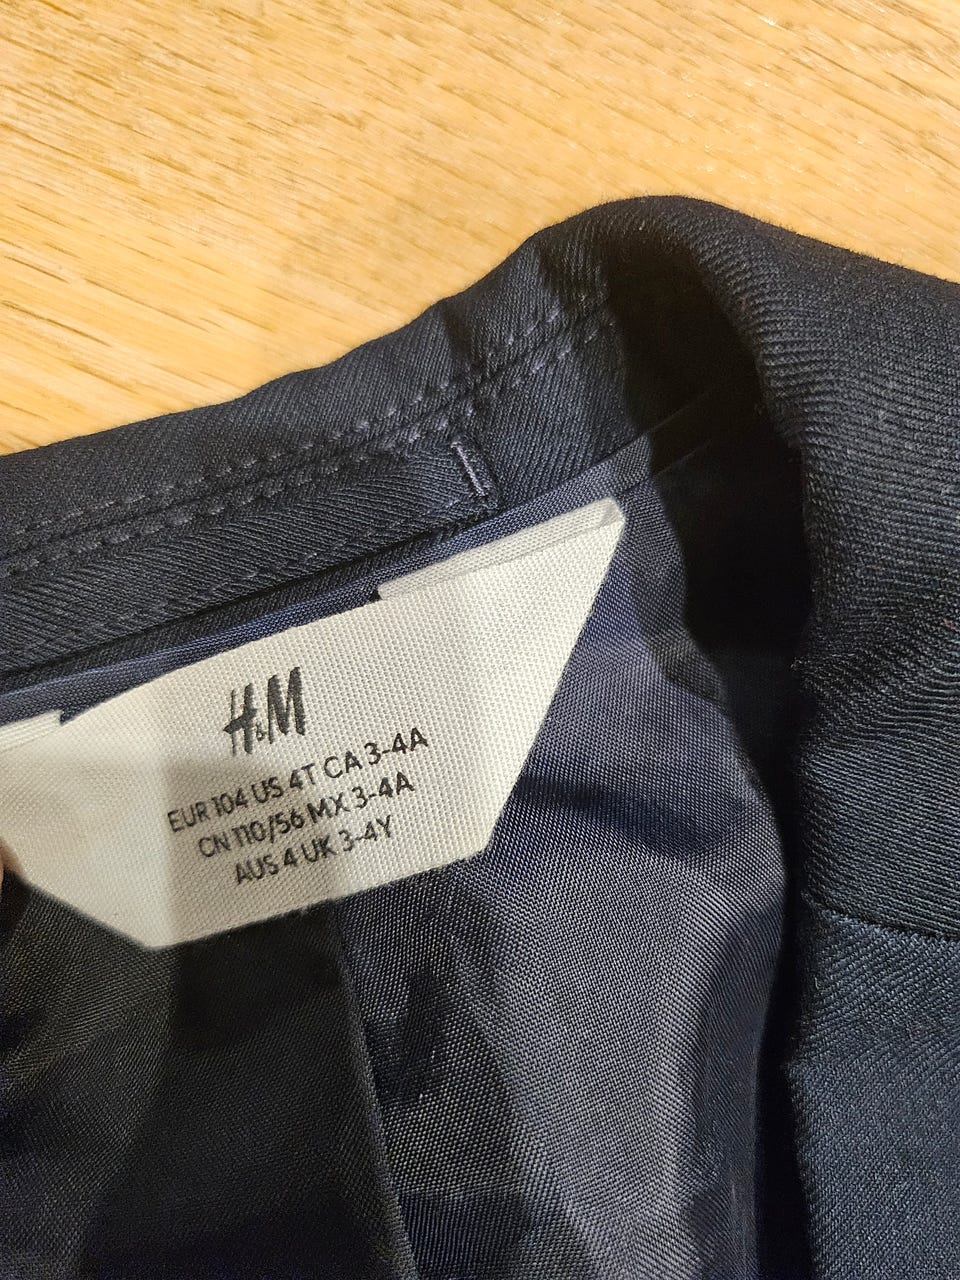 H&M
EUR 104 US 4T CA 3-4A
CN 110/56 MX 3-4A
AUS 4 UK 3-4Y